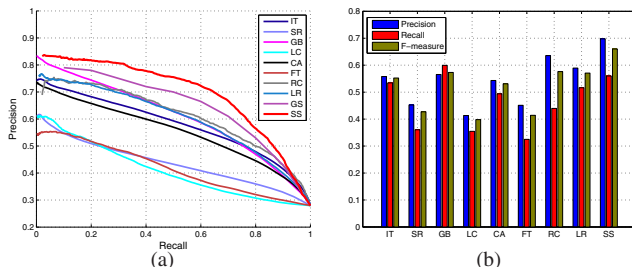 1
0.9
0.8
0.7
0.6
0.5
0.4
0.3
0.2
0
0.2
0.4
0.6
0.8
1
Precision
Recall
IT
SR
GB
LC
CA
FT
RC
LR
GS
SS
(a)
0.8
0.7
0.6
0.5
0.4
0.3
0.2
0.1
0
Precision
Recall
F-measure
IT SR GB LC CA FT RC LR SS
(b)